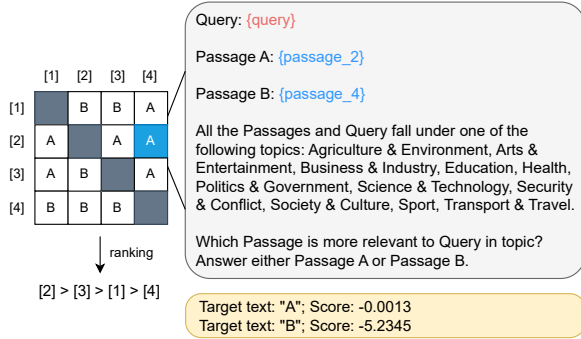 [1] [2] [3] [4]
[1] B B A
[2] A A A
[3] A B A
[4] B B B
ranking
[2] > [3] > [1] > [4]
Query: {query}
Passage A: {passage_2}
Passage B: {passage_4}
All the Passages and Query fall under one of the
following topics: Agriculture & Environment, Arts &
Entertainment, Business & Industry, Education, Health,
Politics & Government, Science & Technology, Security
& Conflict, Society & Culture, Sport, Transport & Travel.
Which Passage is more relevant to Query in topic?
Answer either Passage A or Passage B.
Target text: "A"; Score: -0.0013
Target text: "B"; Score: -5.2345